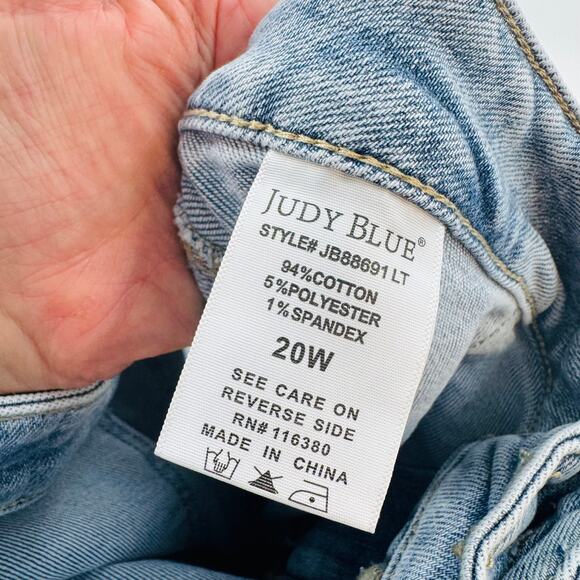 JUDY BLUE®
STYLE# JB88691 LT
94%COTTON
5%POLYESTER
1%SPANDEX
20W
SEE CARE ON
REVERSE SIDE
RN# 116380
MADE IN CHINA